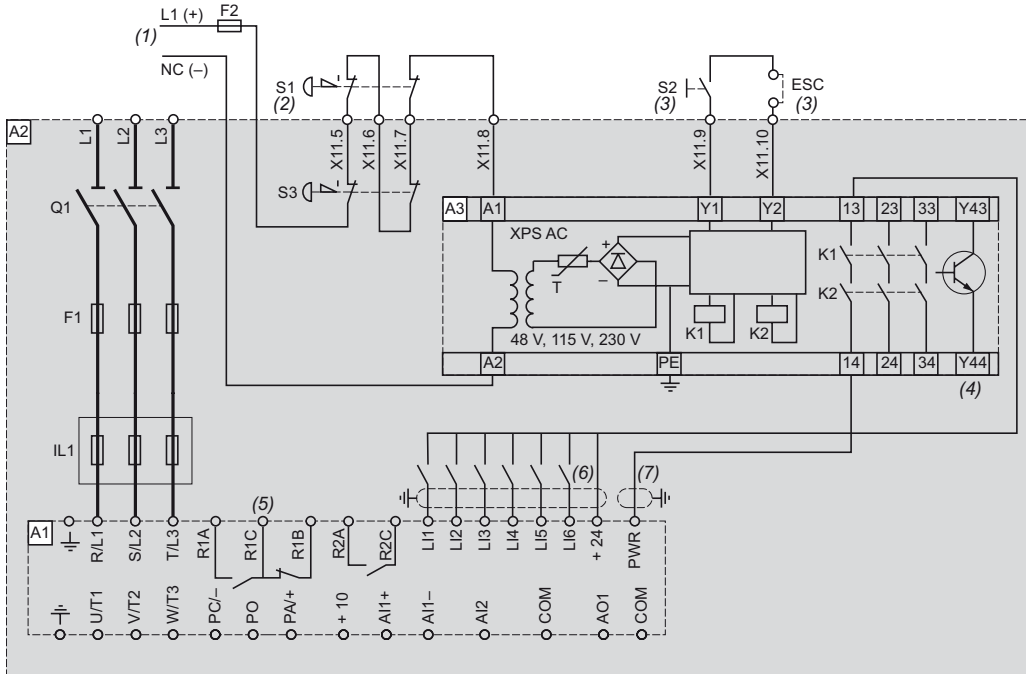 L1 (+)
F2
(1)
NC (–)
S1
(2)
S2
(3)
ESC
(3)
A2
L1
L2
L3
X11.5
X11.6
X11.7
X11.8
X11.9
X11.10
S3
Q1
A3
A1
Y1
Y2
13
23
33
Y43
XPS AC
+
–
T
K1
K2
K1
K2
48 V, 115 V, 230 V
F1
A2
PE
14
24
34
Y44
(4)
IL1
(6)
(7)
(5)
A1
R/L1
S/L2
T/L3
R1A
R1C
R1B
R2A
R2C
LI1
LI2
LI3
LI4
LI5
LI6
+ 24
PWR
U/T1
V/T2
W/T3
PC/–
PO
PA/+
+ 10
AI1+
AI1–
AI2
COM
AO1
COM